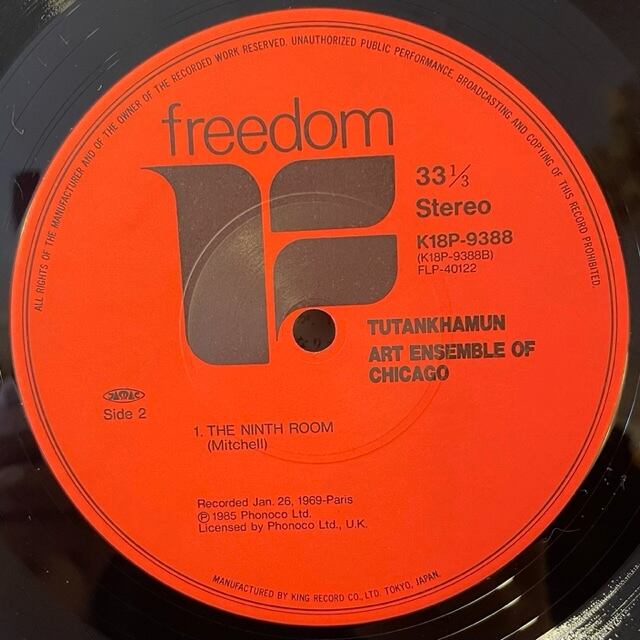 ALL RIGHTS OF THE MANUFACTURER AND OF THE OWNER OF THE RECORDED WORK RESERVED. UNAUTHORIZED PUBLIC PERFORMANCE, BROADCASTING AND COPYING OF THIS RECORD PROHIBITED.
freedom
33 1/3
Stereo
K18P-9388
(K18P-9388B)
FLP-40122
TUTANKHAMUN
ART ENSEMBLE OF
CHICAGO
Side 2
1. THE NINTH ROOM
(Mitchell)
Recorded Jan. 26, 1969-Paris
Ⓟ 1985 Phonoco Ltd.
Licensed by Phonoco Ltd., U.K.
MANUFACTURED BY KING RECORD CO., LTD. TOKYO, JAPAN.